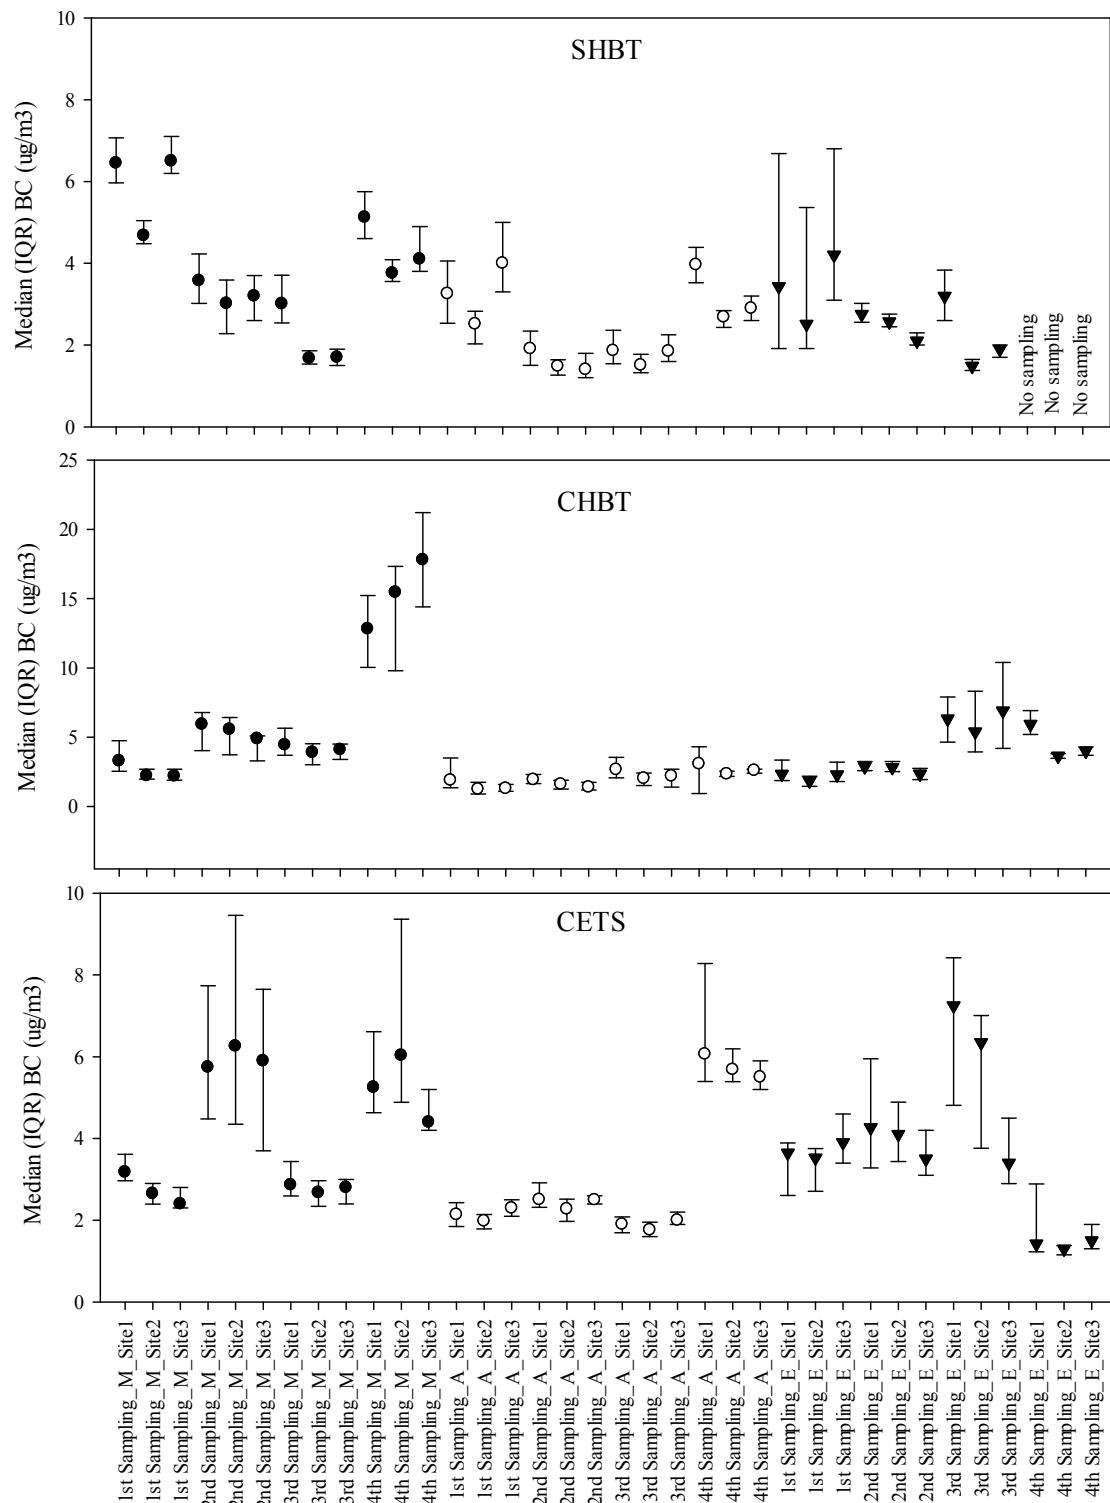 10
8
6
4
2
0
Median (IQR) BC (ug/m3)
SHBT
No sampling
No sampling
No sampling
25
20
15
10
5
0
Median (IQR) BC (ug/m3)
CHBT
10
8
6
4
2
0
Median (IQR) BC (ug/m3)
CETS
1st Sampling_M_Site1
1st Sampling_M_Site2
1st Sampling_M_Site3
2nd Sampling_M_Site1
2nd Sampling_M_Site2
2nd Sampling_M_Site3
3rd Sampling_M_Site1
3rd Sampling_M_Site2
3rd Sampling_M_Site3
4th Sampling_M_Site1
4th Sampling_M_Site2
4th Sampling_M_Site3
1st Sampling_A_Site1
1st Sampling_A_Site2
1st Sampling_A_Site3
2nd Sampling_A_Site1
2nd Sampling_A_Site2
2nd Sampling_A_Site3
3rd Sampling_A_Site1
3rd Sampling_A_Site2
3rd Sampling_A_Site3
4th Sampling_A_Site1
4th Sampling_A_Site2
4th Sampling_A_Site3
1st Sampling_E_Site1
1st Sampling_E_Site2
1st Sampling_E_Site3
2nd Sampling_E_Site1
2nd Sampling_E_Site2
2nd Sampling_E_Site3
3rd Sampling_E_Site1
3rd Sampling_E_Site2
3rd Sampling_E_Site3
4th Sampling_E_Site1
4th Sampling_E_Site2
4th Sampling_E_Site3